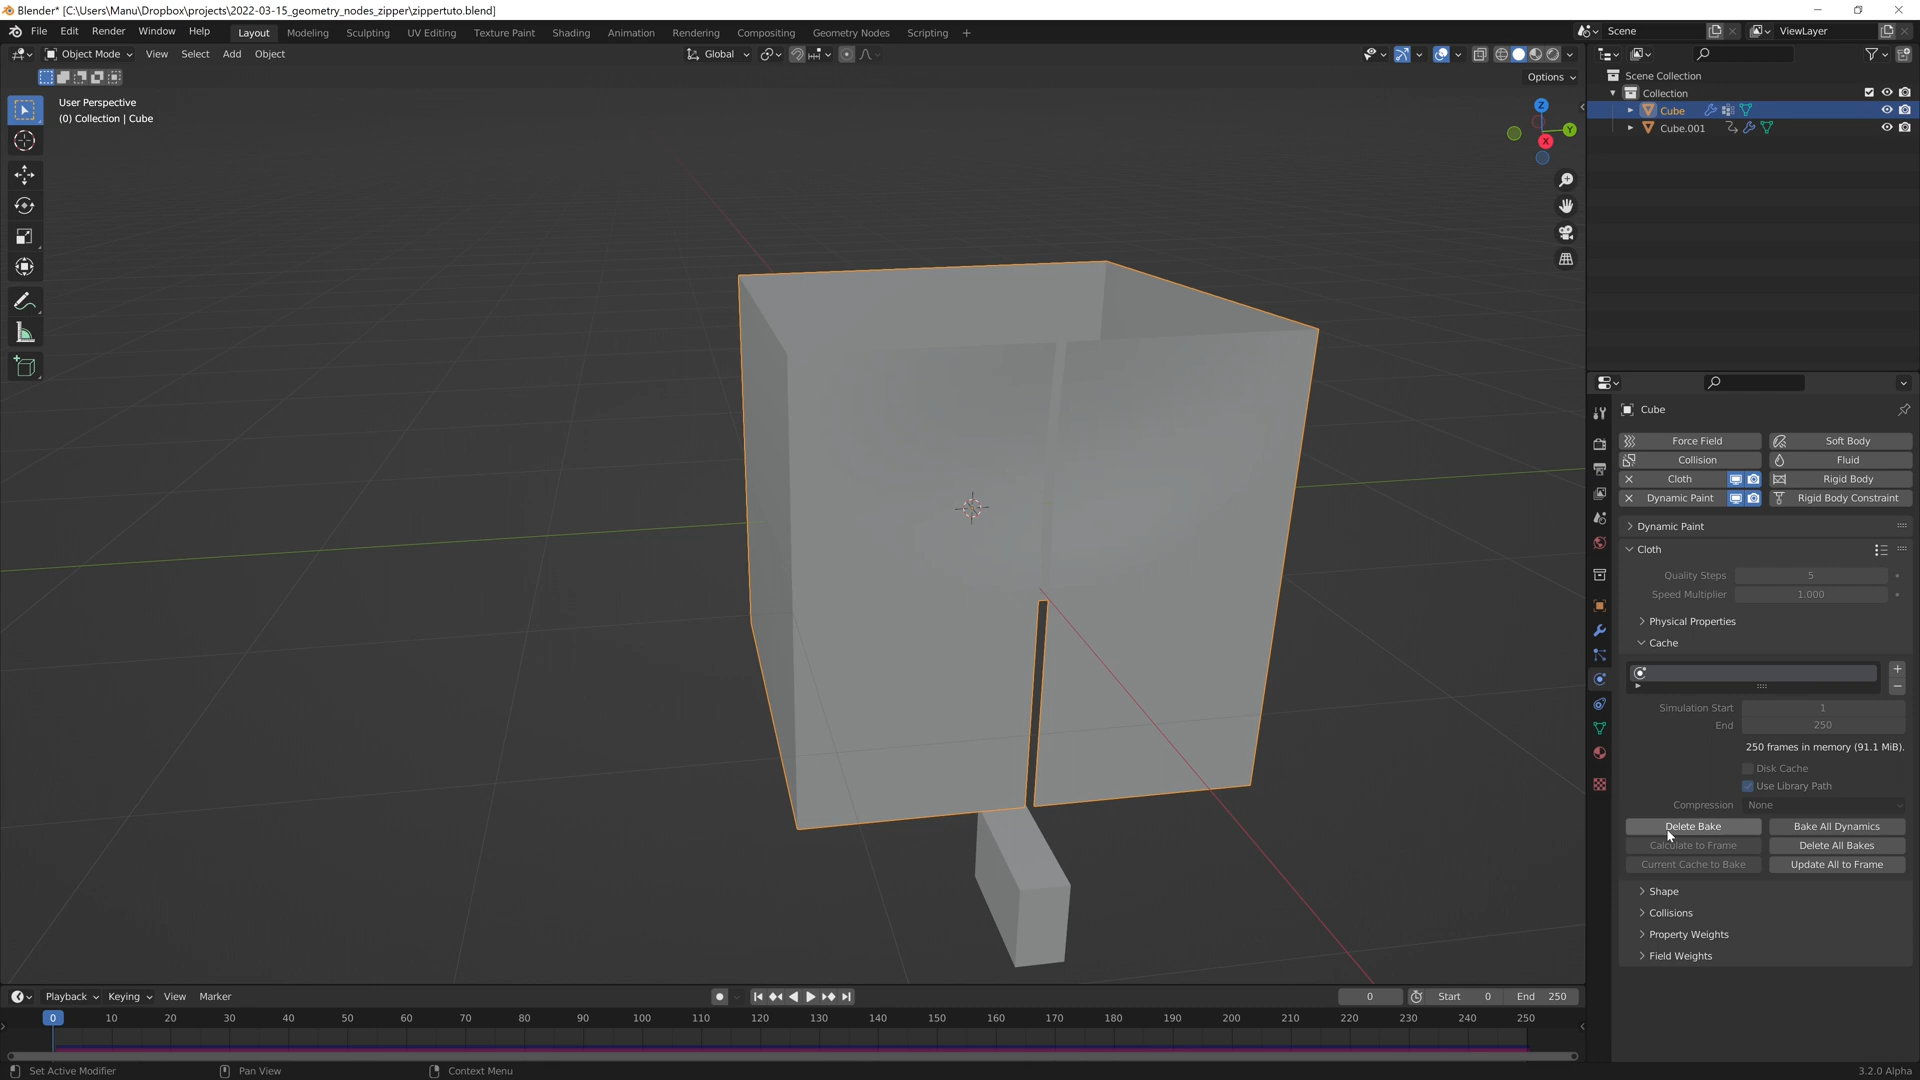 Blender* [C:\Users\Manu\Dropbox\projects\2022-03-15_geometry_nodes_zipper\zippertuto.blend]
File Edit Render Window Help Layout Modeling Sculpting UV Editing Texture Paint Shading Animation Rendering Compositing Geometry Nodes Scripting + Scene ViewLayer
Object Mode View Select Add Object Global
Options
User Perspective
(0) Collection | Cube
Z
Y
X
Scene Collection
Collection
Cube
Cube.001
Cube
Force Field Soft Body
Collision Fluid
Cloth Rigid Body
Dynamic Paint Rigid Body Constraint
Dynamic Paint
Cloth
Quality Steps 5
Speed Multiplier 1.000
Physical Properties
Cache
Simulation Start 1
End 250
250 frames in memory (91.1 MiB).
Disk Cache
Use Library Path
Compression None
Delete Bake Bake All Dynamics
Calculate to Frame Delete All Bakes
Current Cache to Bake Update All to Frame
Shape
Collisions
Property Weights
Field Weights
Playback Keying View Marker 0 Start 0 End 250
0 10 20 30 40 50 60 70 80 90 100 110 120 130 140 150 160 170 180 190 200 210 220 230 240 250
Set Active Modifier Pan View Context Menu 3.2.0 Alpha